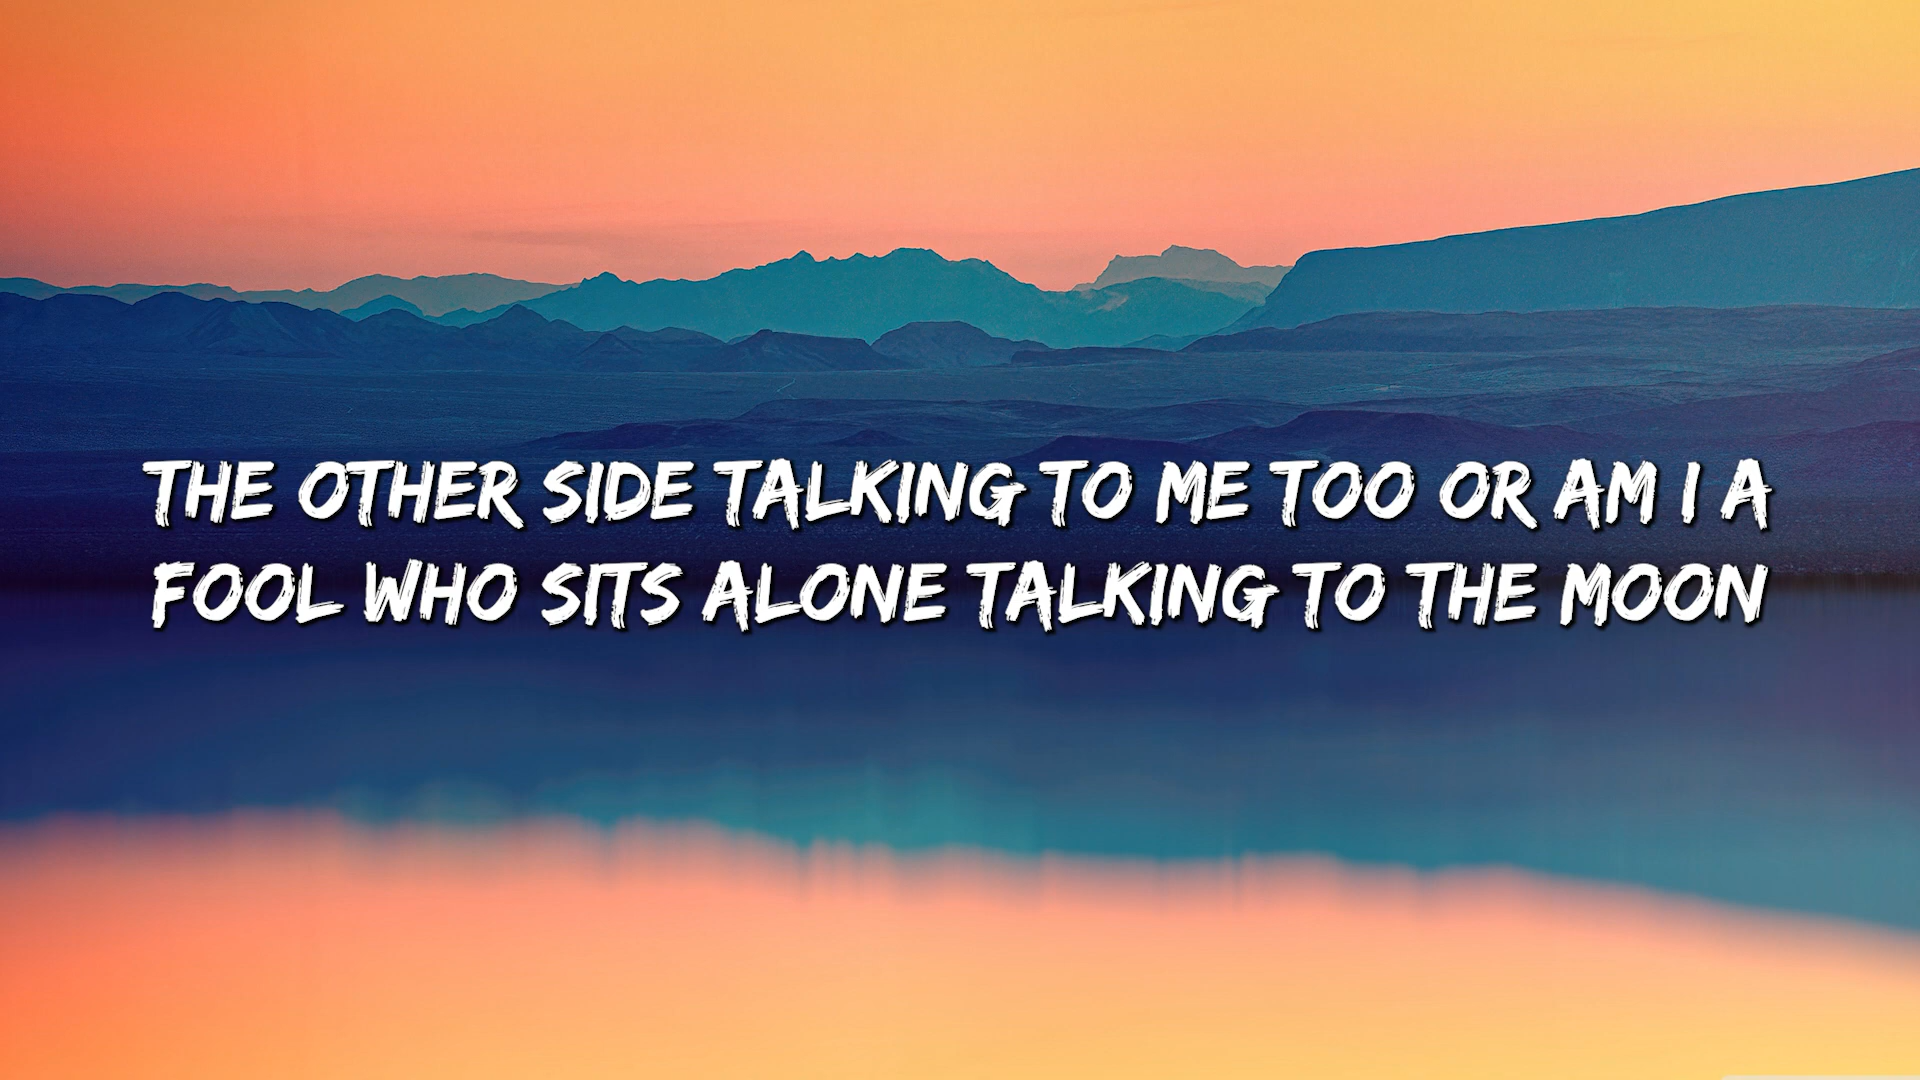 THE OTHER SIDE TALKING TO ME TOO OR AM I A
FOOL WHO SITS ALONE TALKING TO THE MOON